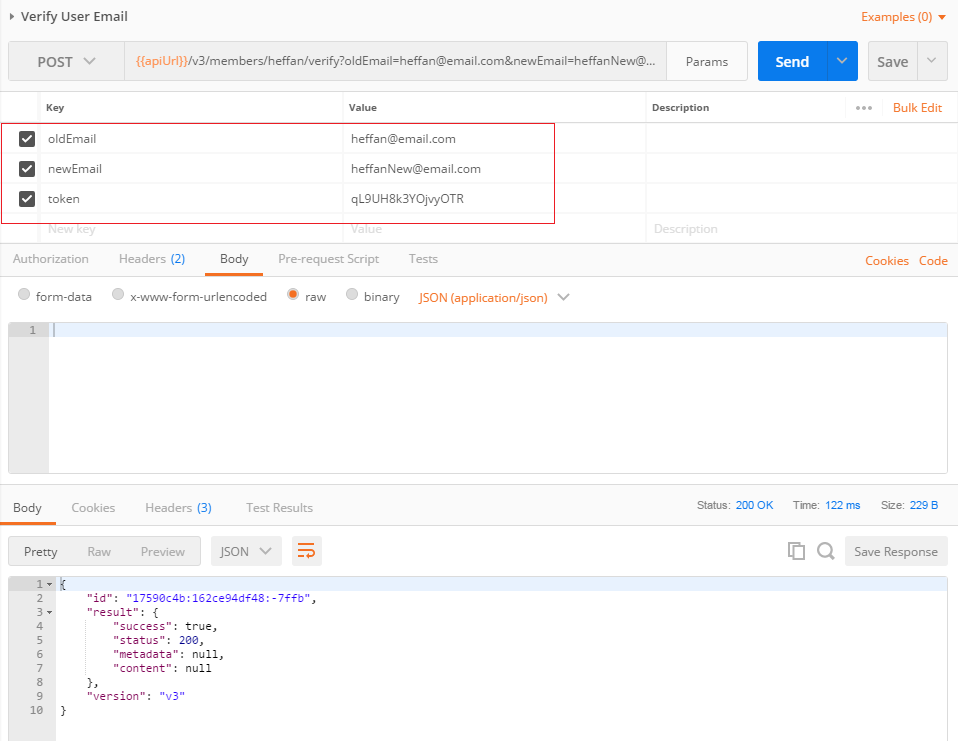 Verify User Email Examples (0)
POST {{apiUrl}}/v3/members/heffan/verify?oldEmail=heffan@email.com&newEmail=heffanNew@... Params Send Save
Key Value Description ••• Bulk Edit
oldEmail heffan@email.com
newEmail heffanNew@email.com
token qL9UH8k3YOjvyOTR
New key Value Description
Authorization Headers (2) Body Pre-request Script Tests Cookies Code
form-data x-www-form-urlencoded raw binary JSON (application/json)
1
Body Cookies Headers (3) Test Results Status: 200 OK Time: 122 ms Size: 229 B
Pretty Raw Preview JSON Save Response
1 {
2 "id": "17590c4b:162ce94df48:-7ffb",
3 "result": {
4 "success": true,
5 "status": 200,
6 "metadata": null,
7 "content": null
8 },
9 "version": "v3"
10 }